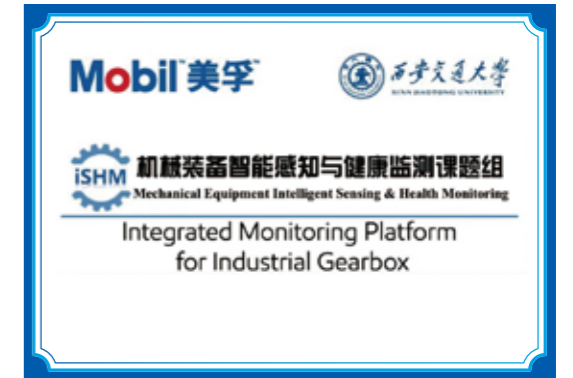 Mobil 美孚
西安交通大学
XI'AN JIAOTONG UNIVERSITY
iSHM
机械装备智能感知与健康监测课题组
Mechanical Equipment Intelligent Sensing & Health Monitoring
Integrated Monitoring Platform
for Industrial Gearbox